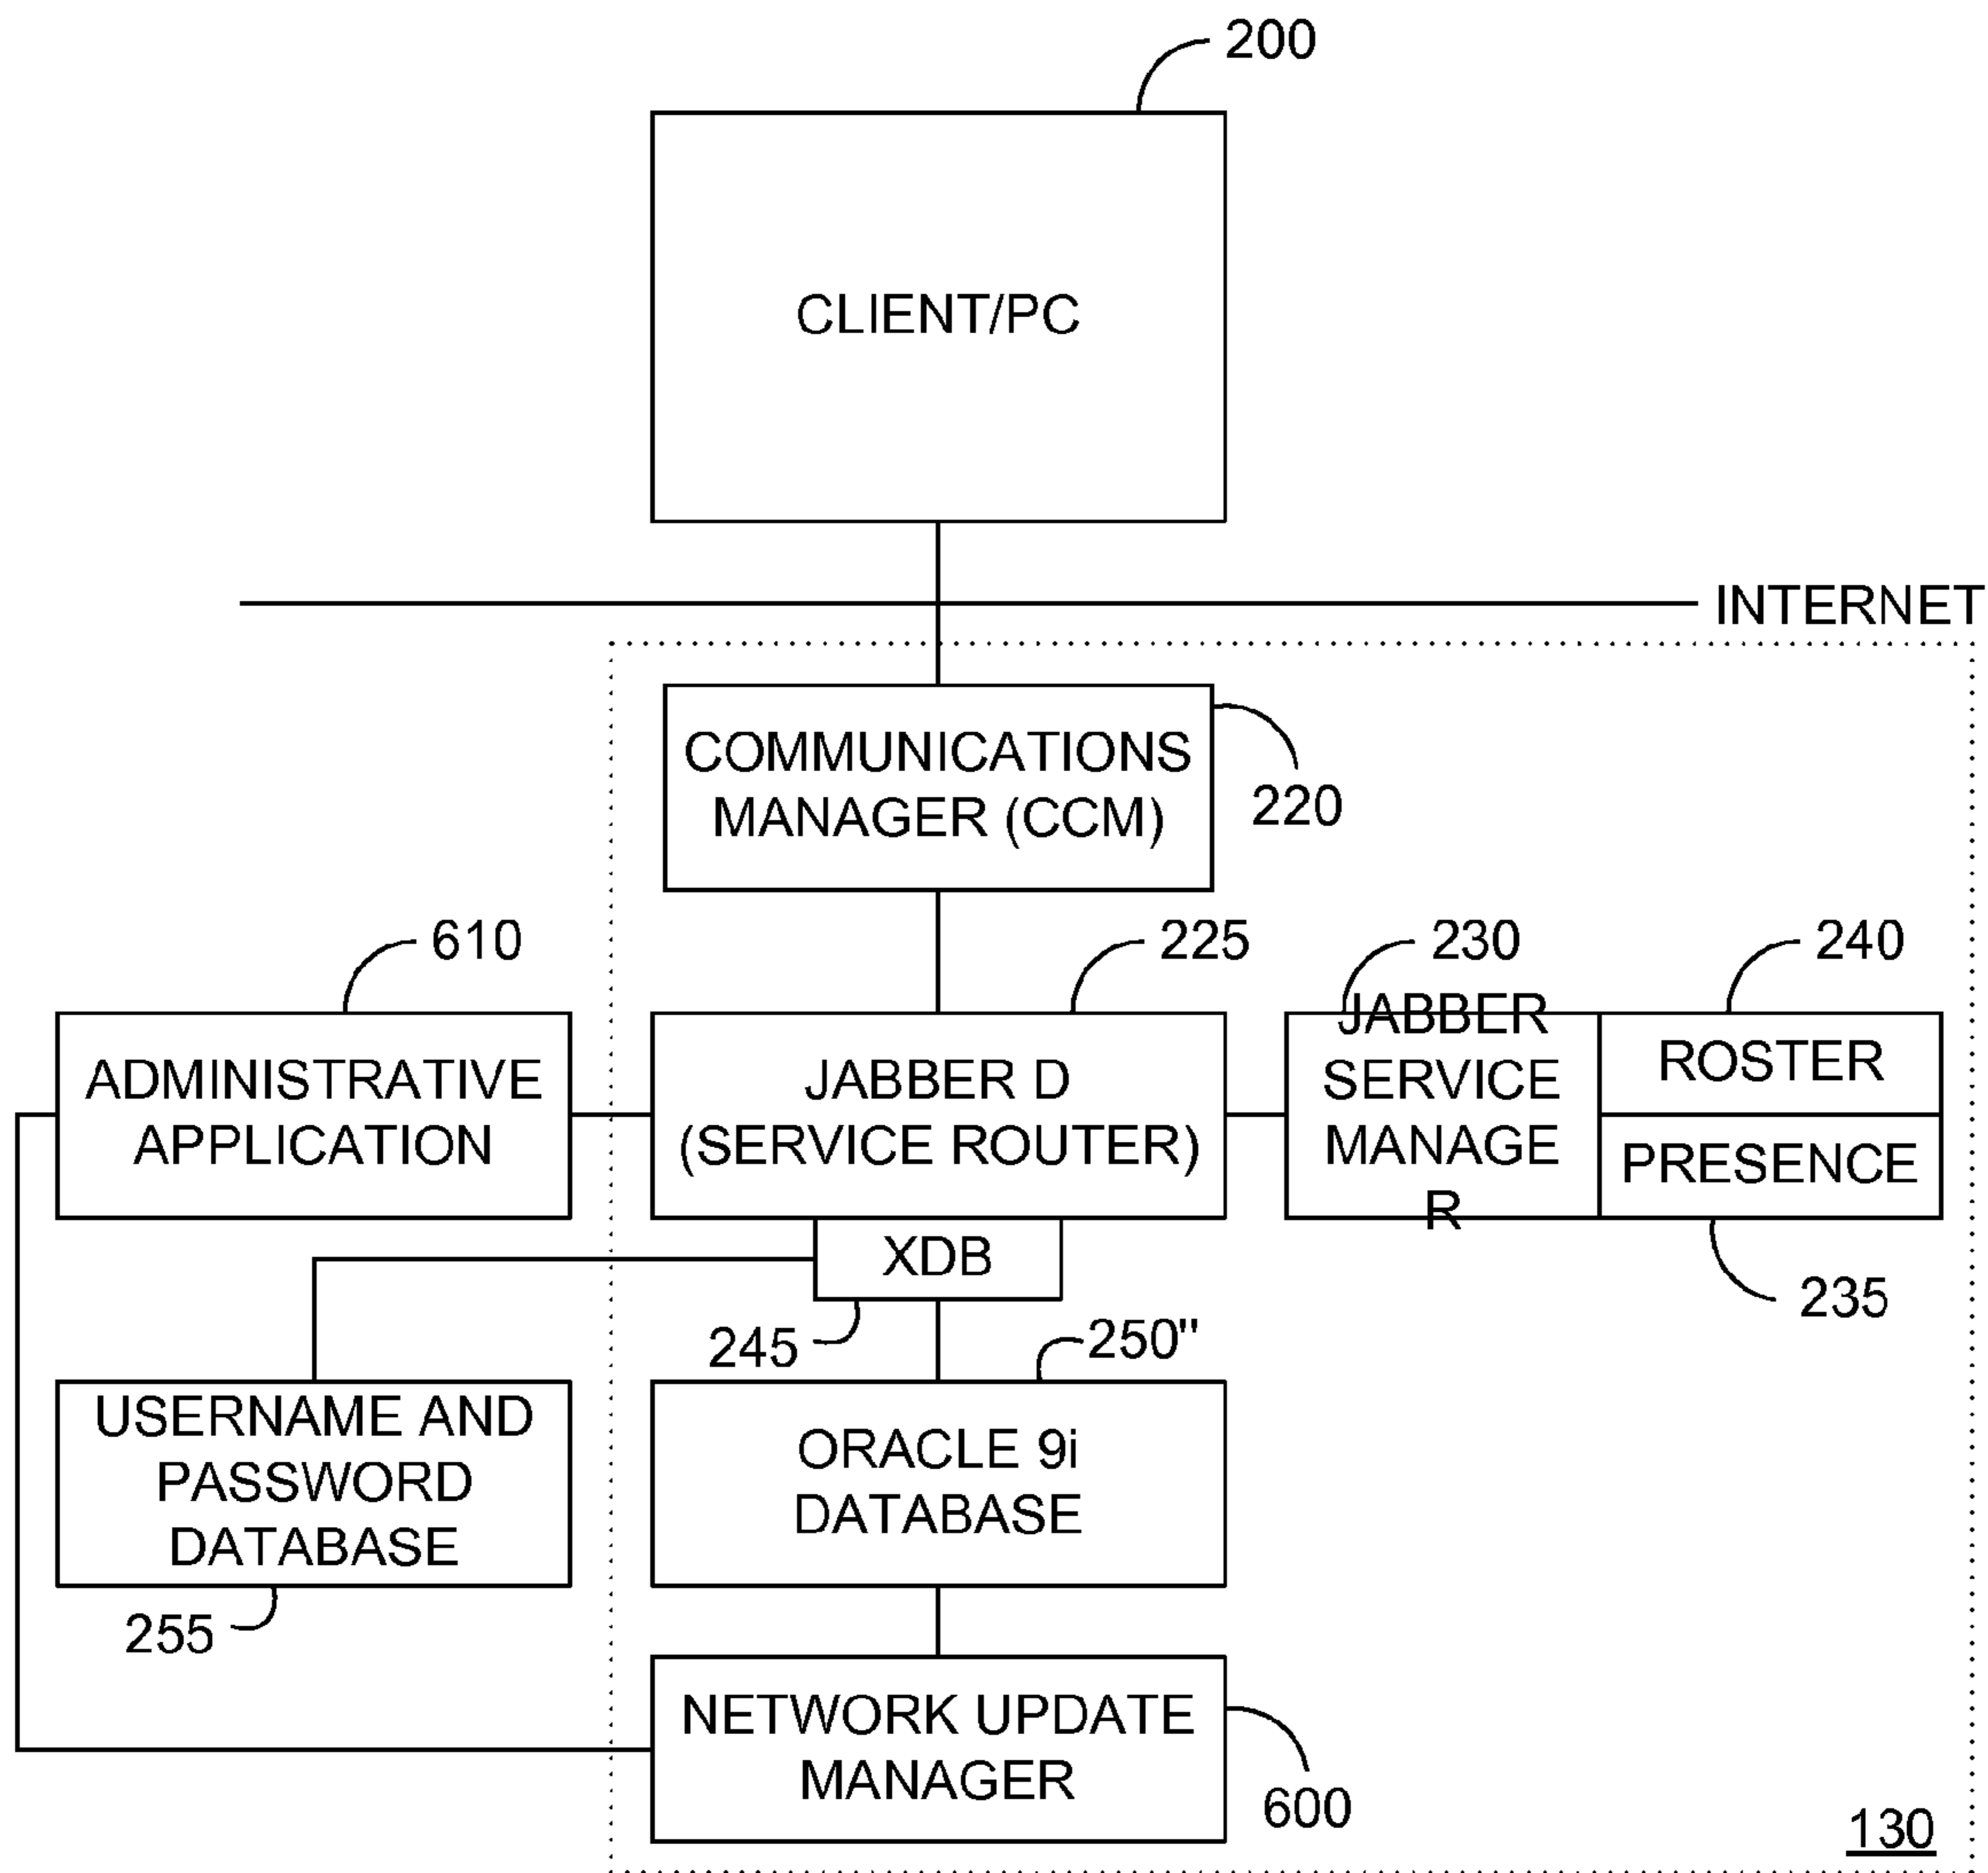 200
CLIENT/PC
INTERNET
COMMUNICATIONS
MANAGER (CCM)
220
610
225
230
240
ADMINISTRATIVE
APPLICATION
JABBER D
(SERVICE ROUTER)
JABBER
SERVICE
MANAGE
R
ROSTER
PRESENCE
XDB
235
245
250"
USERNAME AND
PASSWORD
DATABASE
ORACLE 9i
DATABASE
255
NETWORK UPDATE
MANAGER
600
130